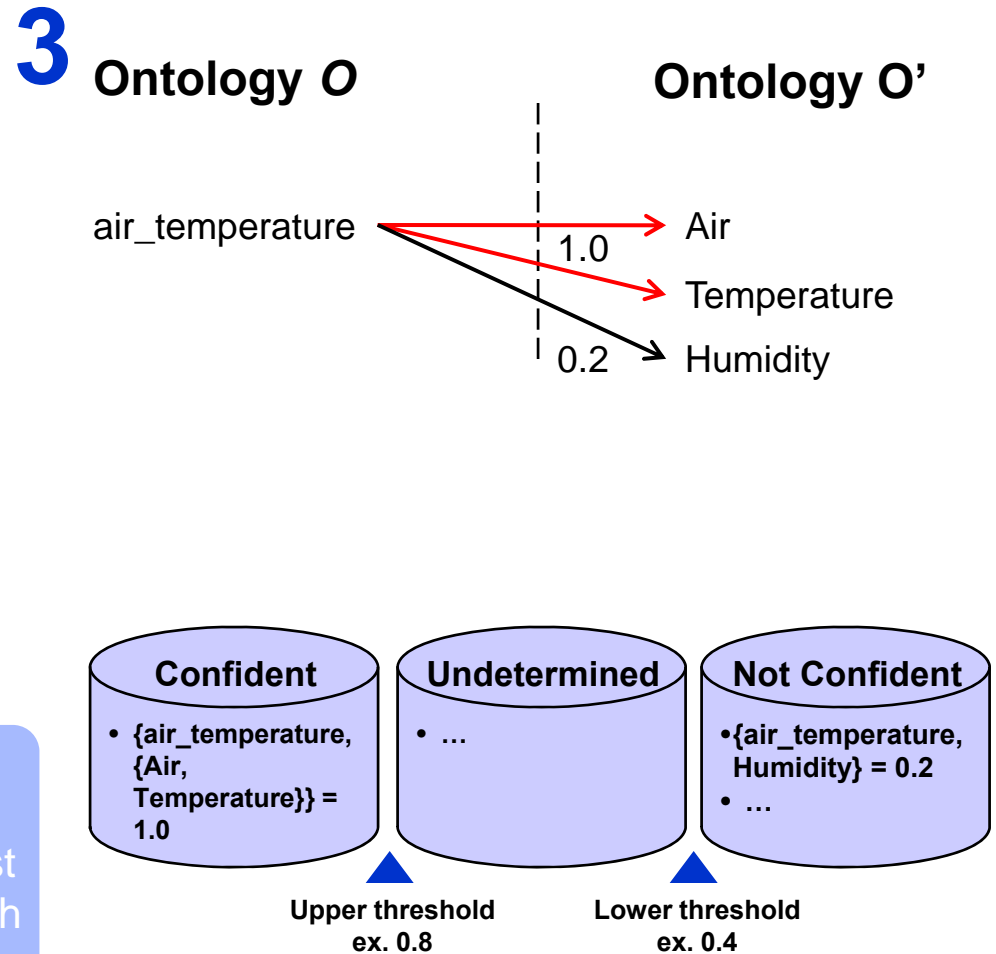 3
Ontology O
Ontology O’
air_temperature
Air
1.0
Temperature
0.2
Humidity
Confident
• {air_temperature,
{Air,
Temperature}} =
1.0
Undetermined
• …
Not Confident
•{air_temperature,
Humidity} = 0.2
• …
Upper threshold
ex. 0.8
Lower threshold
ex. 0.4